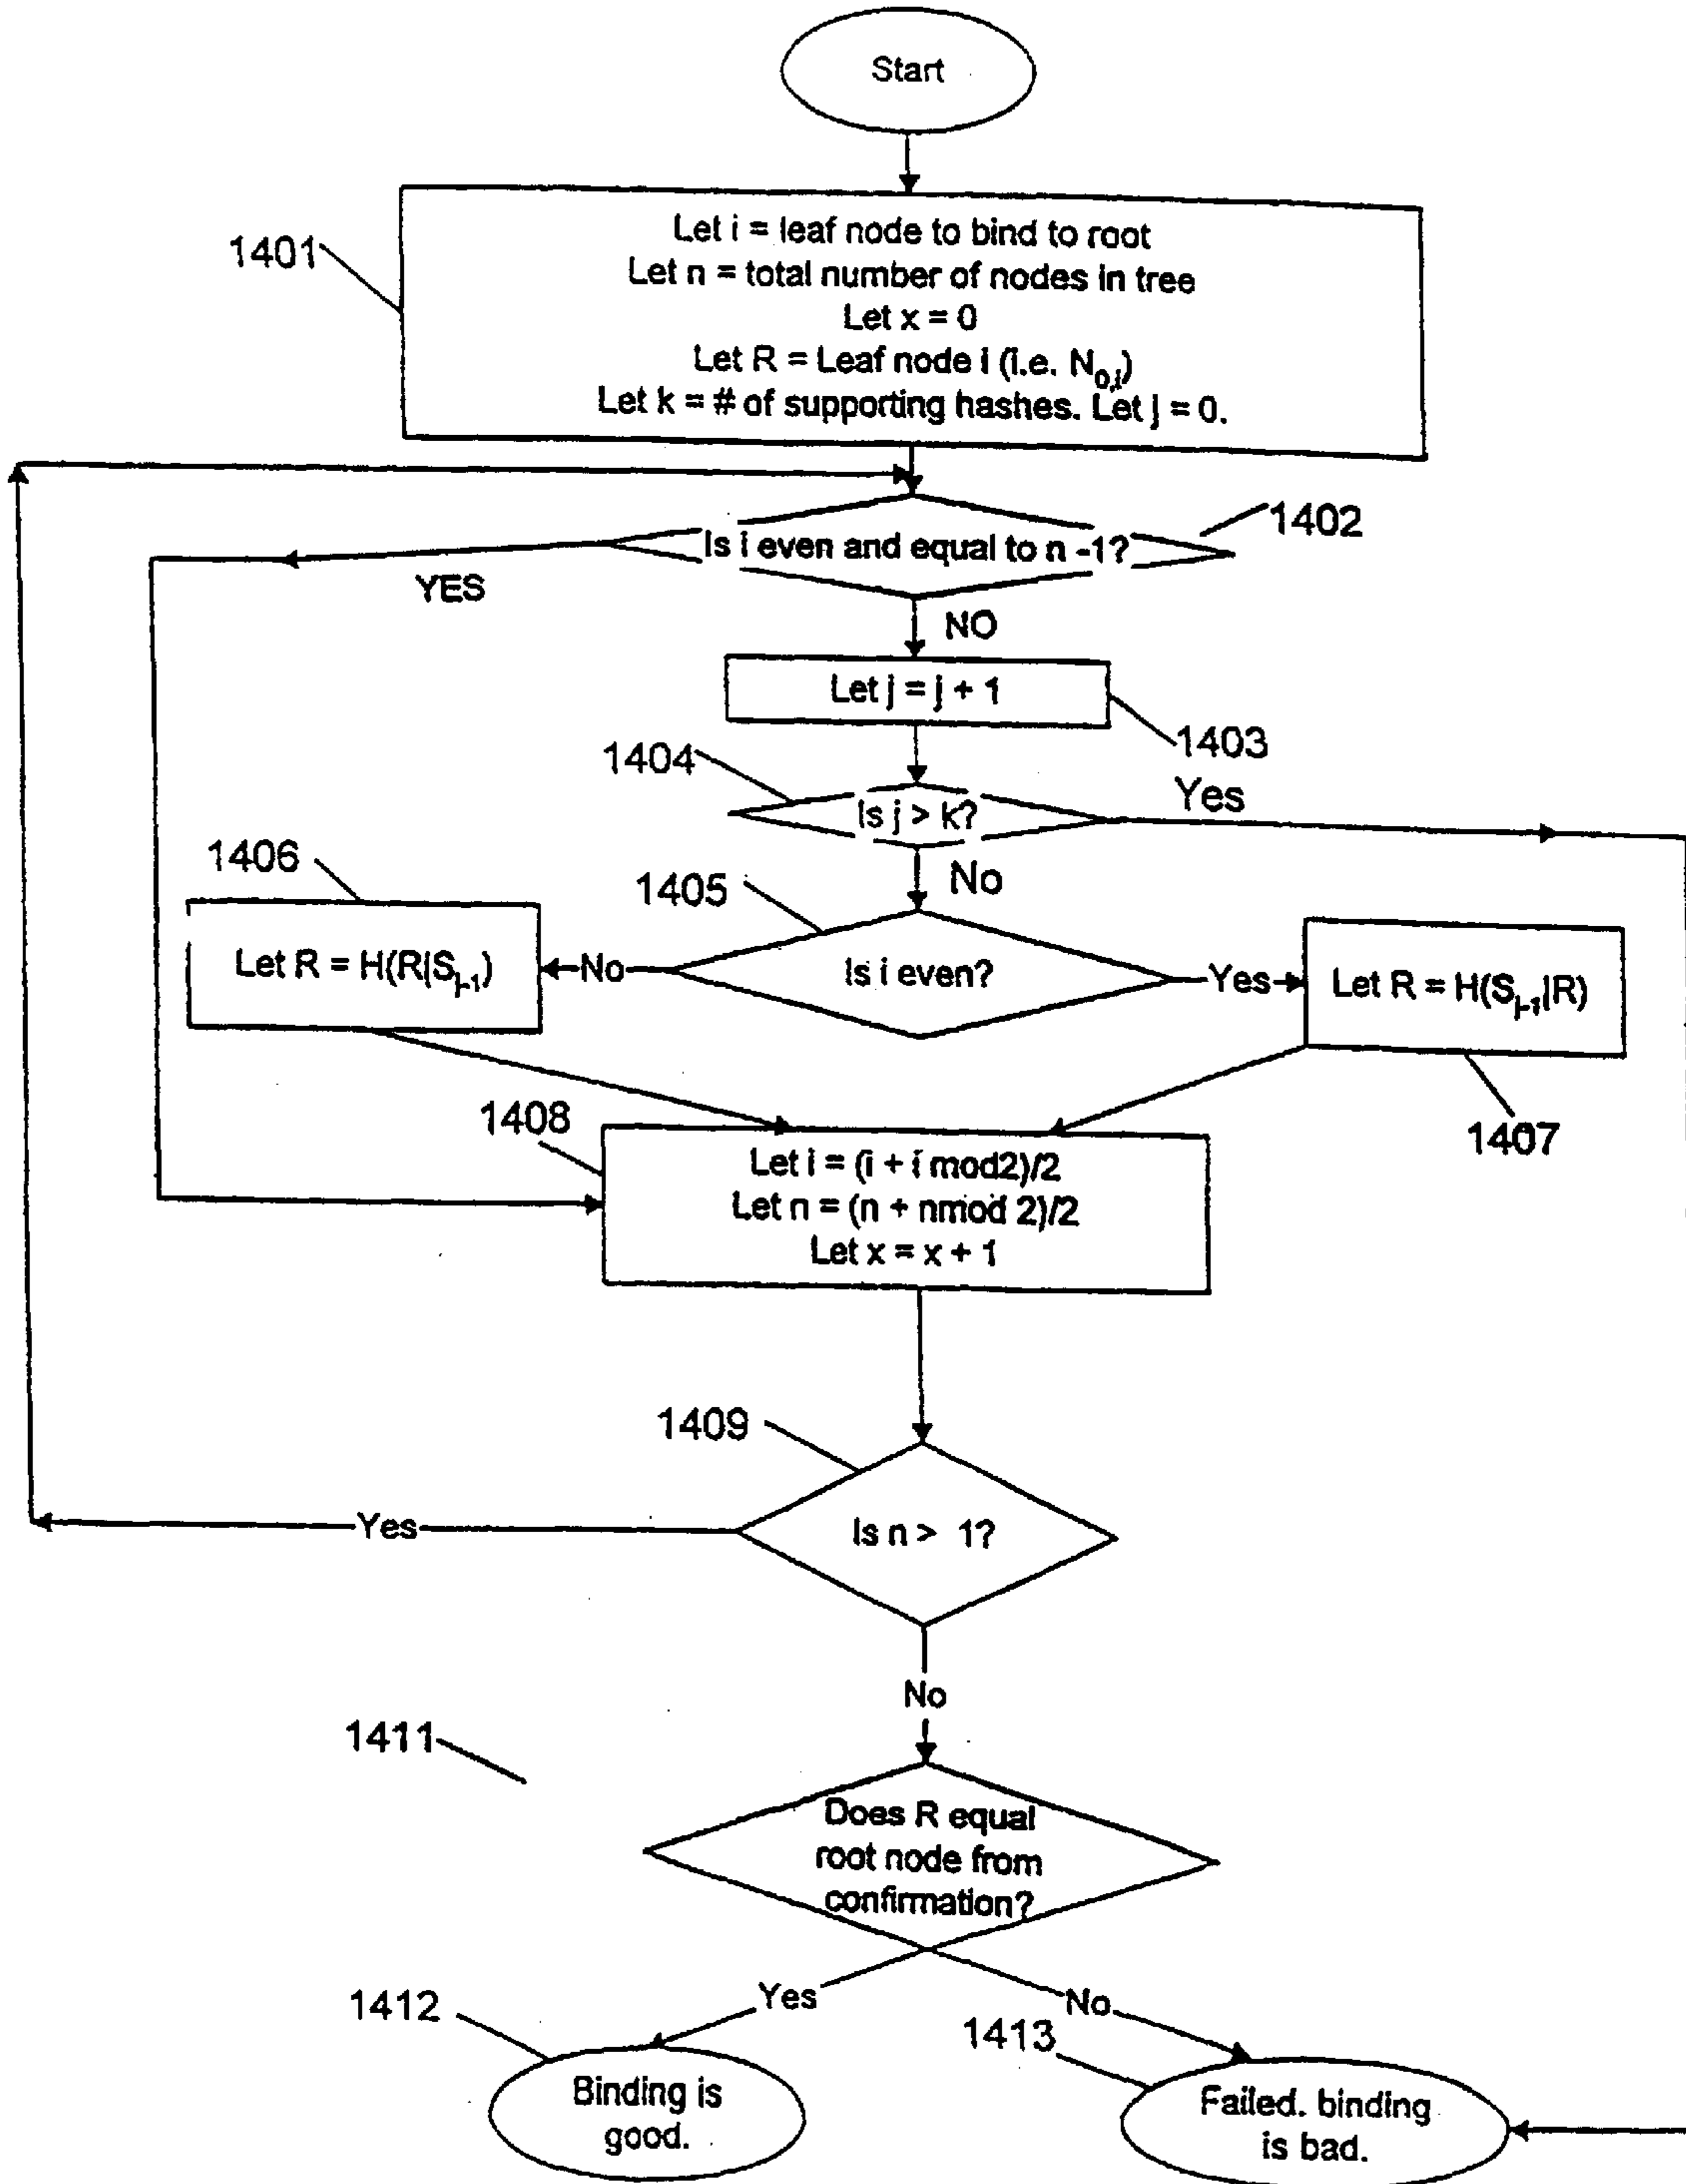 Start
1401
Let i = leaf node to bind to root
Let n = total number of nodes in tree
Let x = 0
Let R = Leaf node i (i.e. N0,i)
Let k = # of supporting hashes. Let j = 0.
1402
Is i even and equal to n -1?
YES
NO
Let j = j + 1
1403
1404
Is j > k?
Yes
No
1406
1405
Let R = H(R|Sj-1)
No
Is i even?
Yes
Let R = H(Sj-1|R)
1407
1408
Let i = (i + i mod2)/2
Let n = (n + nmod 2)/2
Let x = x + 1
1409
Is n > 1?
Yes
No
1411
Does R equal
root node from
confirmation?
Yes
No
1412
1413
Binding is
good.
Failed. binding
is bad.